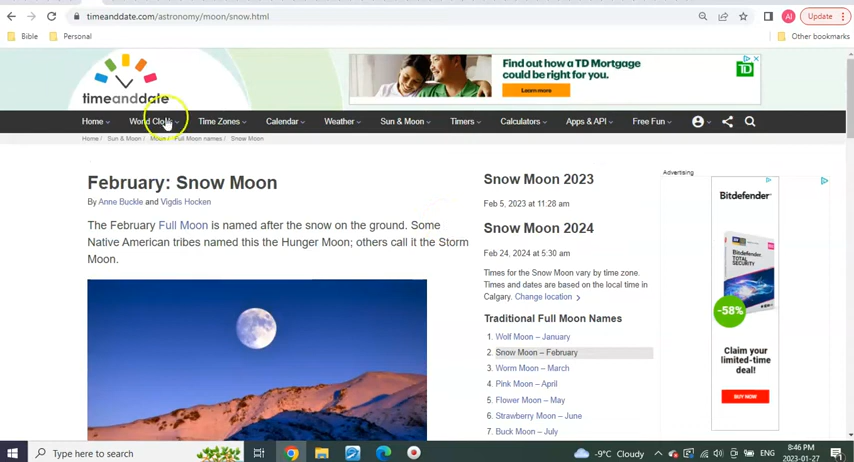 timeanddate.com/astronomy/moon/snow.html
AI
Update
Bible
Personal
Other bookmarks
timeanddate
Find out how a TD Mortgage
could be right for you!
Learn more
TD
Home
World Clock
Time Zones
Calendar
Weather
Sun & Moon
Timers
Calculators
Apps & API
Free Fun
Home / Sun & Moon / Moon / Full Moon names / Snow Moon
February: Snow Moon
By Anne Buckle and Vigdis Hocken
The February Full Moon is named after the snow on the ground. Some
Native American tribes named this the Hunger Moon; others call it the Storm
Moon.
Snow Moon 2023
Feb 5, 2023 at 11:28 am
Snow Moon 2024
Feb 24, 2024 at 5:30 am
Times for the Snow Moon vary by time zone.
Times and dates are based on the local time in
Calgary. Change location
Traditional Full Moon Names
1. Wolf Moon – January
2. Snow Moon – February
3. Worm Moon – March
4. Pink Moon – April
5. Flower Moon – May
6. Strawberry Moon – June
7. Buck Moon – July
Advertising
Bitdefender
TOTAL
SECURITY
-58%
Claim your
limited-time
deal!
BUY NOW
Type here to search
-9°C Cloudy
ENG
8:46 PM
2023-01-27